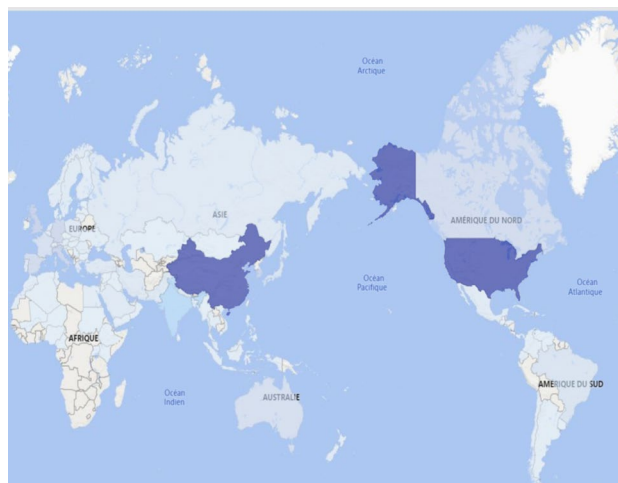 Océan
Arctique
ASIE
EUROPE
AMÉRIQUE DU NORD
Océan
Pacifique
Océan
Atlantique
AFRIQUE
Océan
Indien
AUSTRALIE
AMÉRIQUE DU SUD